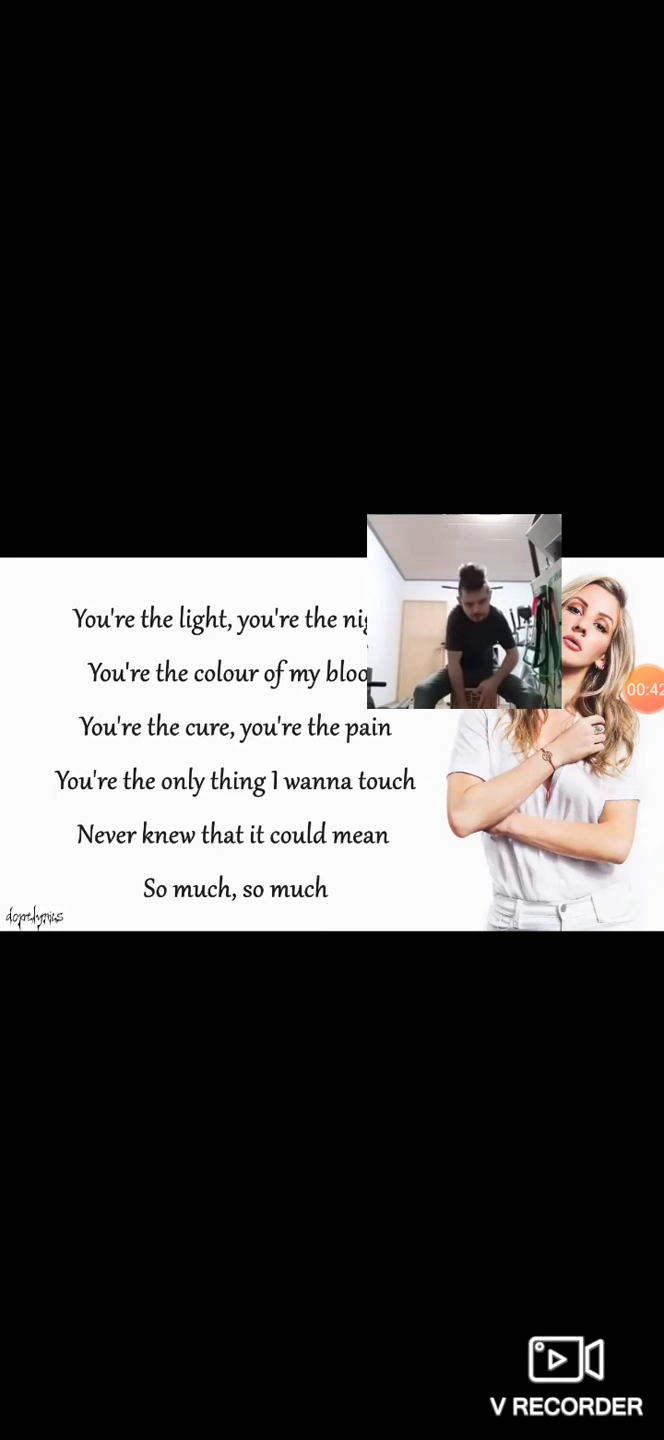 You're the light, you're the nig
You're the colour of my bloo
You're the cure, you're the pain
You're the only thing I wanna touch
Never knew that it could mean
So much, so much
dopelyrics
00:42
V RECORDER